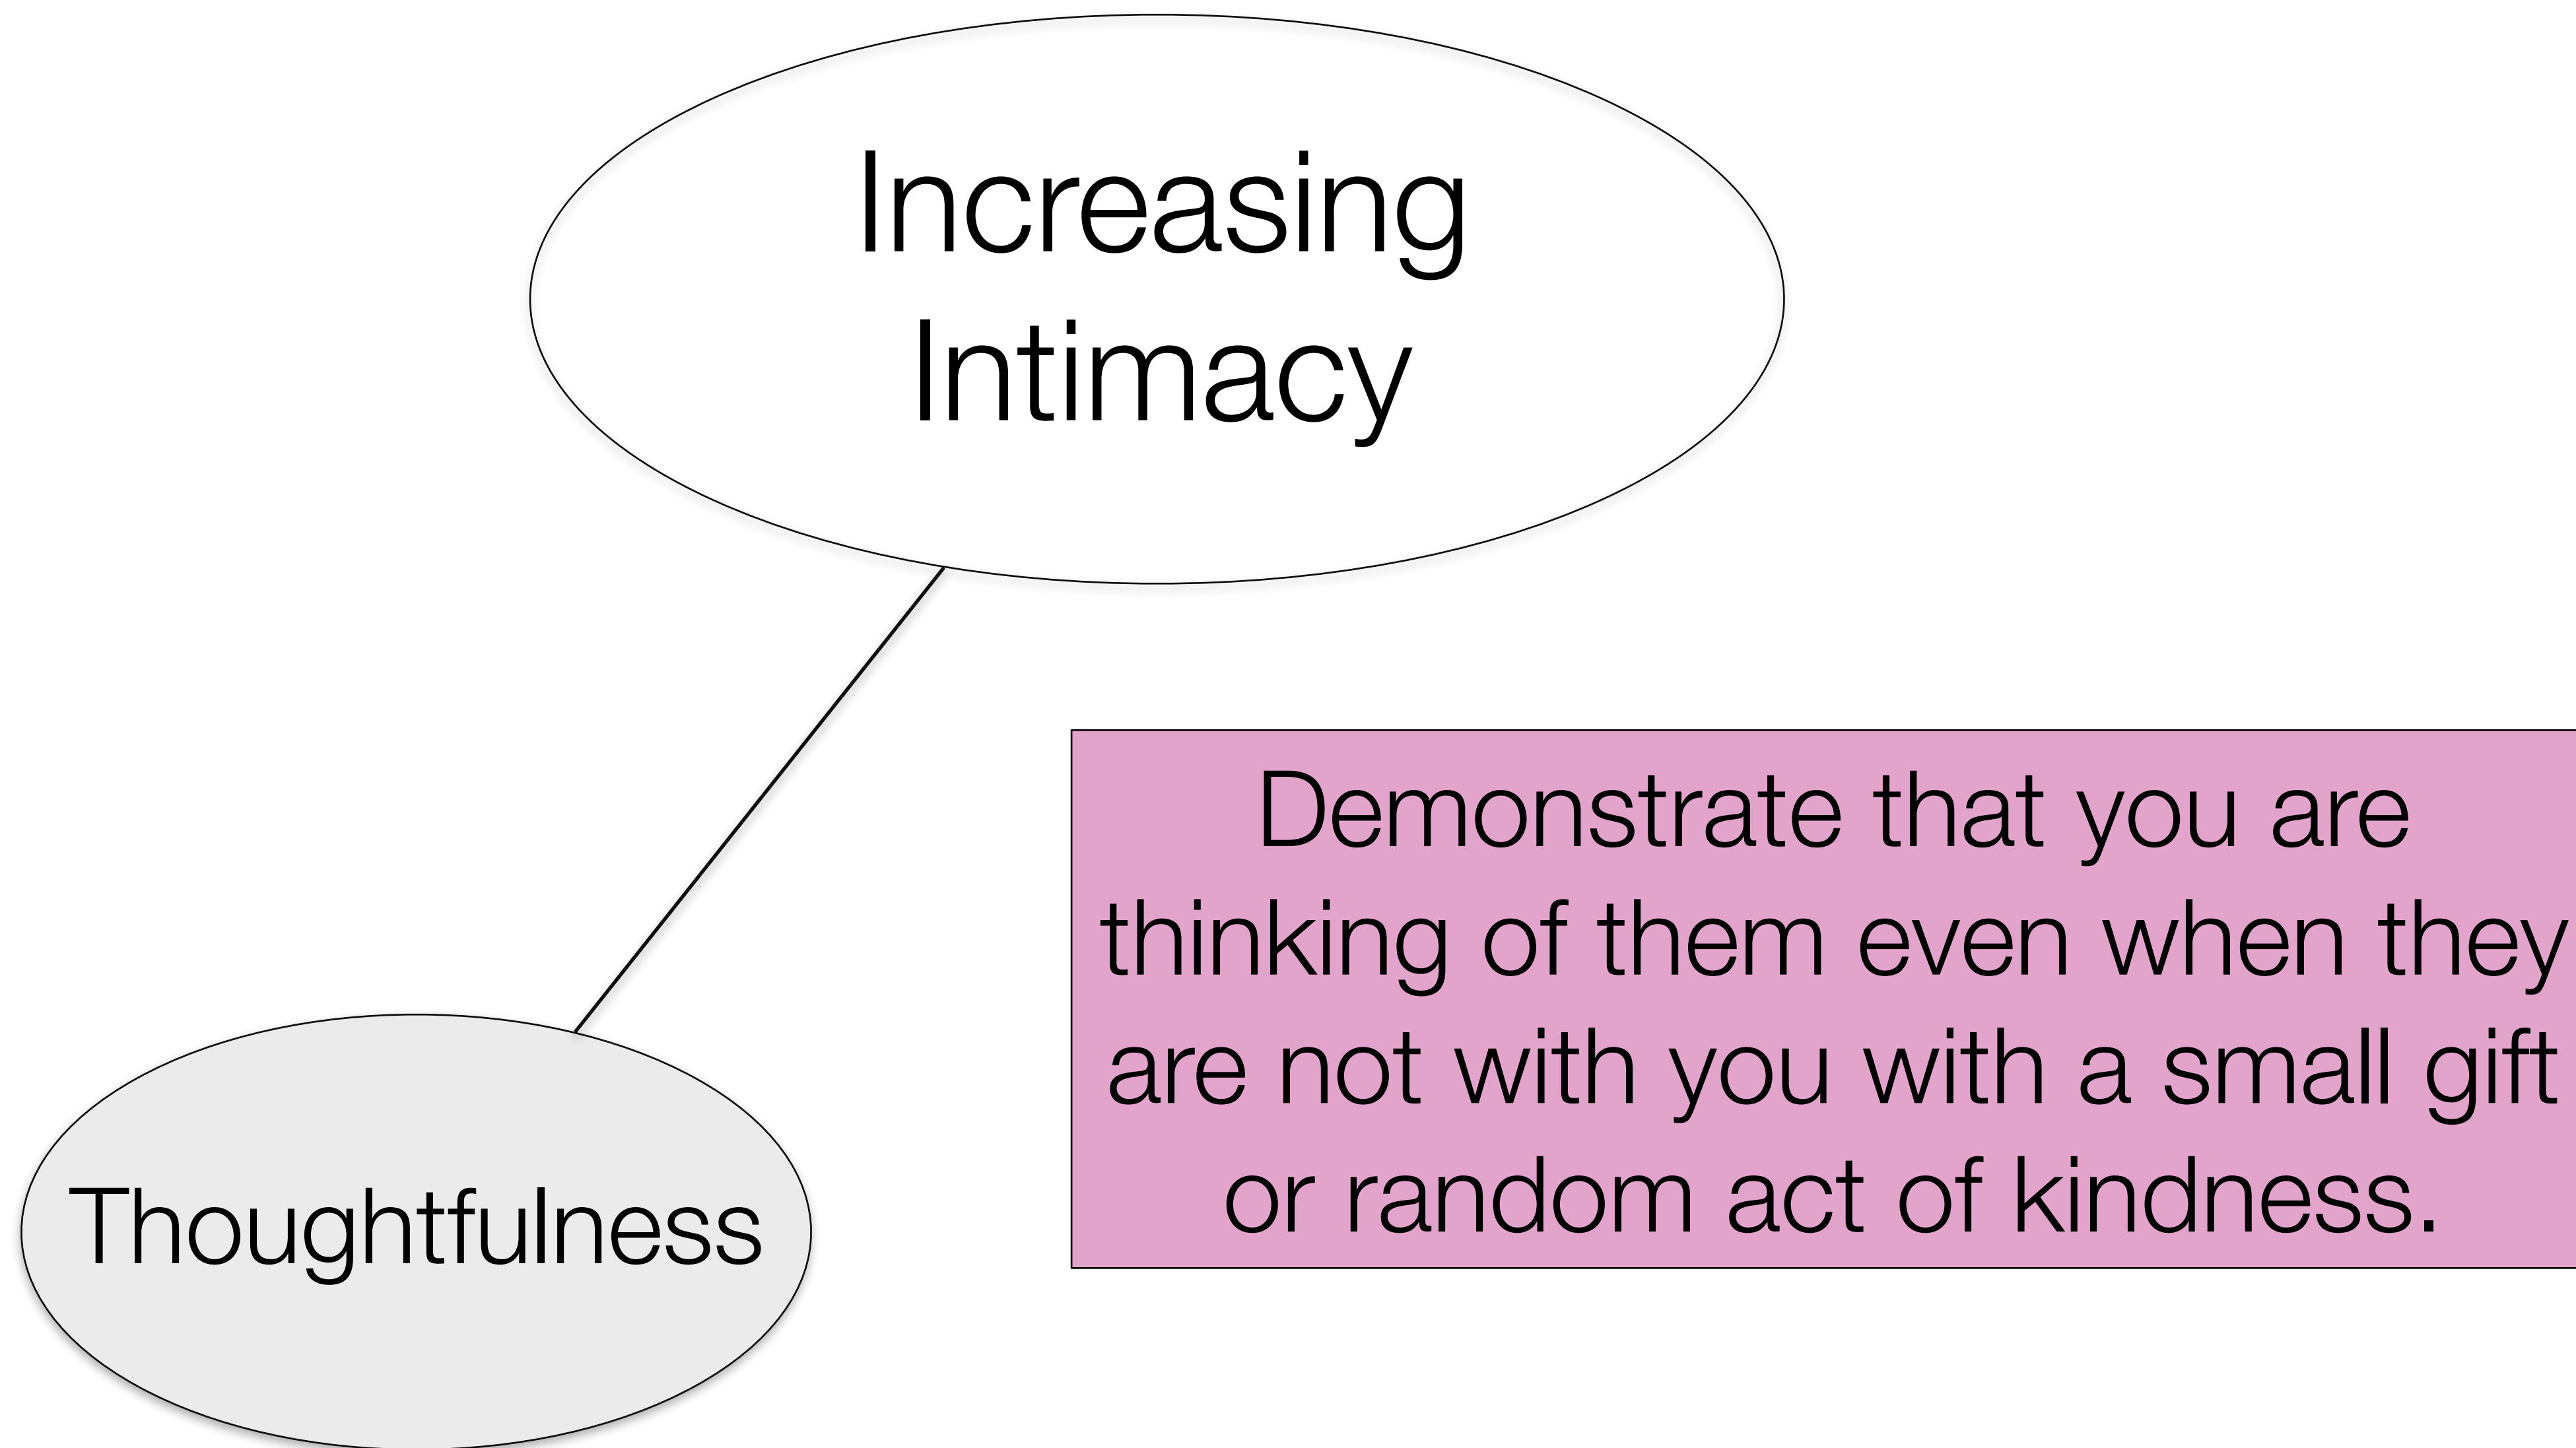 Increasing
Intimacy
Demonstrate that you are
thinking of them even when they
are not with you with a small gift
or random act of kindness.
Thoughtfulness